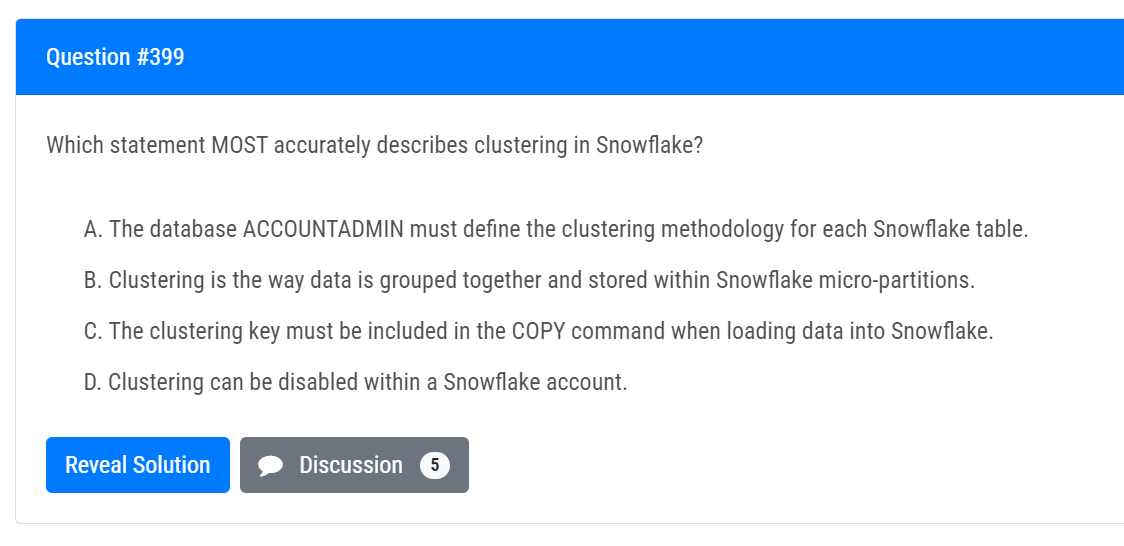 Question #399
Which statement MOST accurately describes clustering in Snowflake?
A. The database ACCOUNTADMIN must define the clustering methodology for each Snowflake table.
B. Clustering is the way data is grouped together and stored within Snowflake micro-partitions.
C. The clustering key must be included in the COPY command when loading data into Snowflake.
D. Clustering can be disabled within a Snowflake account.
Reveal Solution Discussion 5